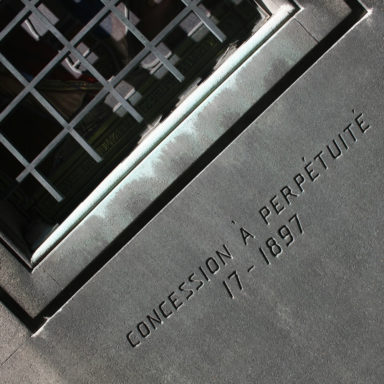 CONCESSION À PERPÉTUITÉ
17-1897